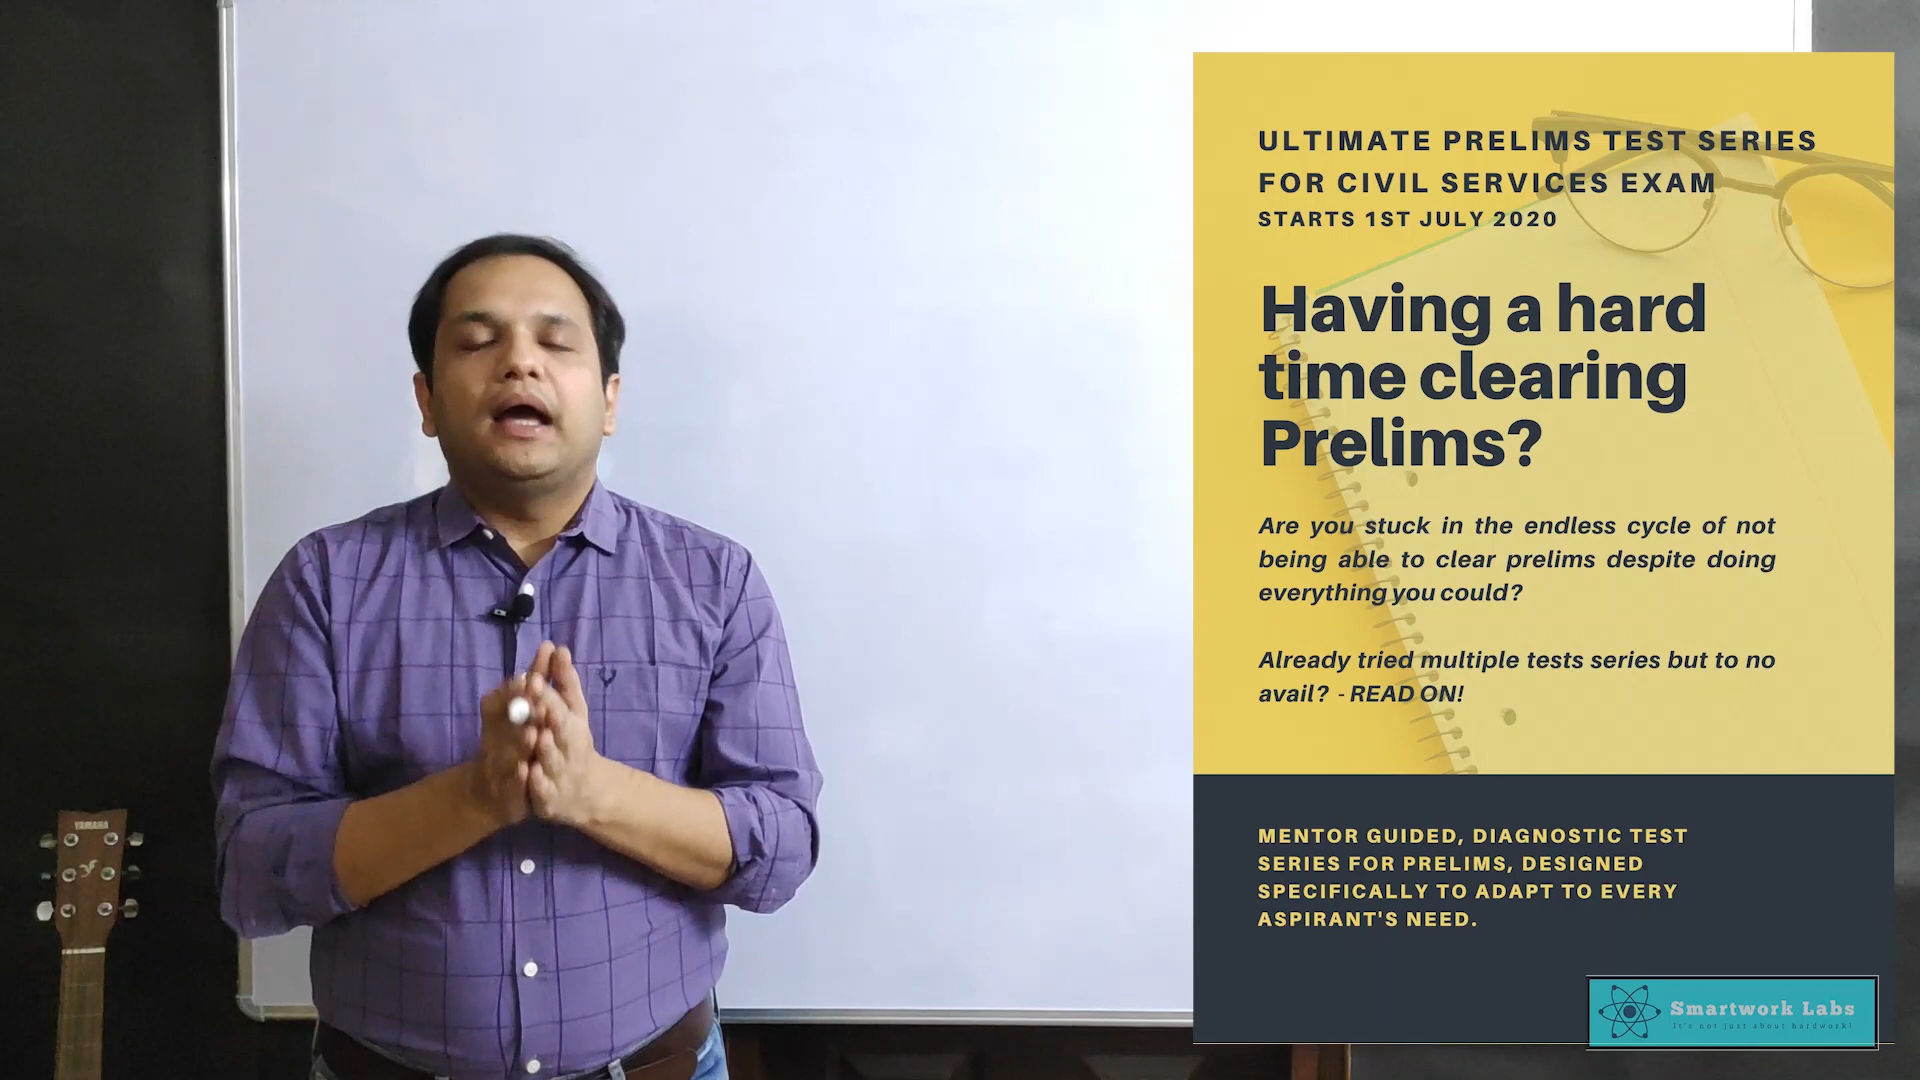 ULTIMATE PRELIMS TEST SERIES
FOR CIVIL SERVICES EXAM
STARTS 1ST JULY 2020
Having a hard
time clearing
Prelims?
Are you stuck in the endless cycle of not
being able to clear prelims despite doing
everything you could?
Already tried multiple tests series but to no
avail? - READ ON!
MENTOR GUIDED, DIAGNOSTIC TEST
SERIES FOR PRELIMS, DESIGNED
SPECIFICALLY TO ADAPT TO EVERY
ASPIRANT'S NEED.
Smartwork Labs
It's not just about hardwork!
YAMAHA